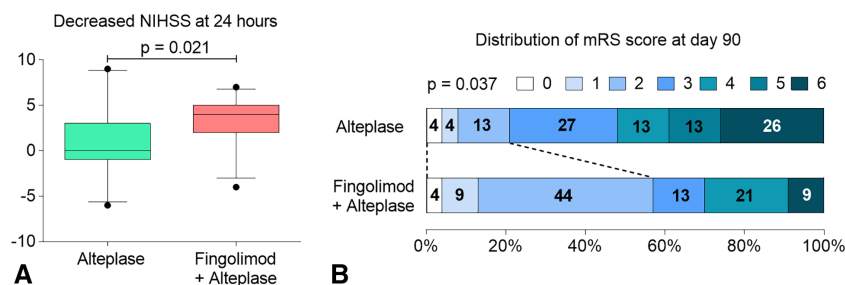 Decreased NIHSS at 24 hours
p = 0.021
10
5
0
-5
-10
Alteplase
Fingolimod
+ Alteplase
A
Distribution of mRS score at day 90
p = 0.037 0 1 2 3 4 5 6
Alteplase 4 4 13 27 13 13 26
Fingolimod
+ Alteplase 4 9 44 13 21 9
0% 20% 40% 60% 80% 100%
B